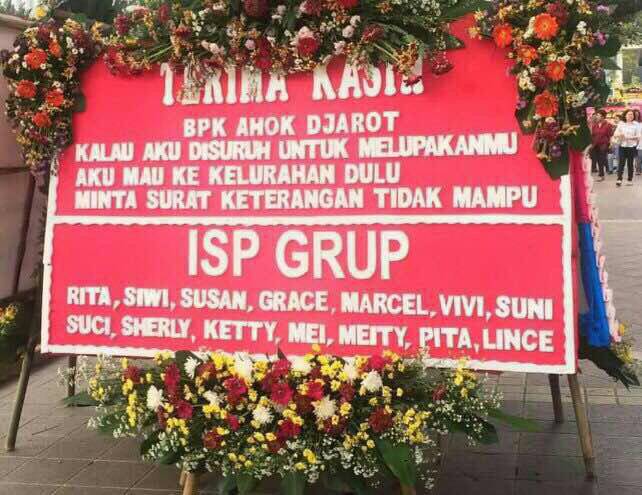 TERIMA KASIH
BPK AHOK DJAROT
KALAU AKU DISURUH UNTUK MELUPAKANMU
AKU MAU KE KELURAHAN DULU
MINTA SURAT KETERANGAN TIDAK MAMPU
ISP GRUP
RITA, SIWI, SUSAN, GRACE, MARCEL, VIVI, SUNI
SUCI, SHERLY, KETTY, MEI, MEITY, PITA, LINCE